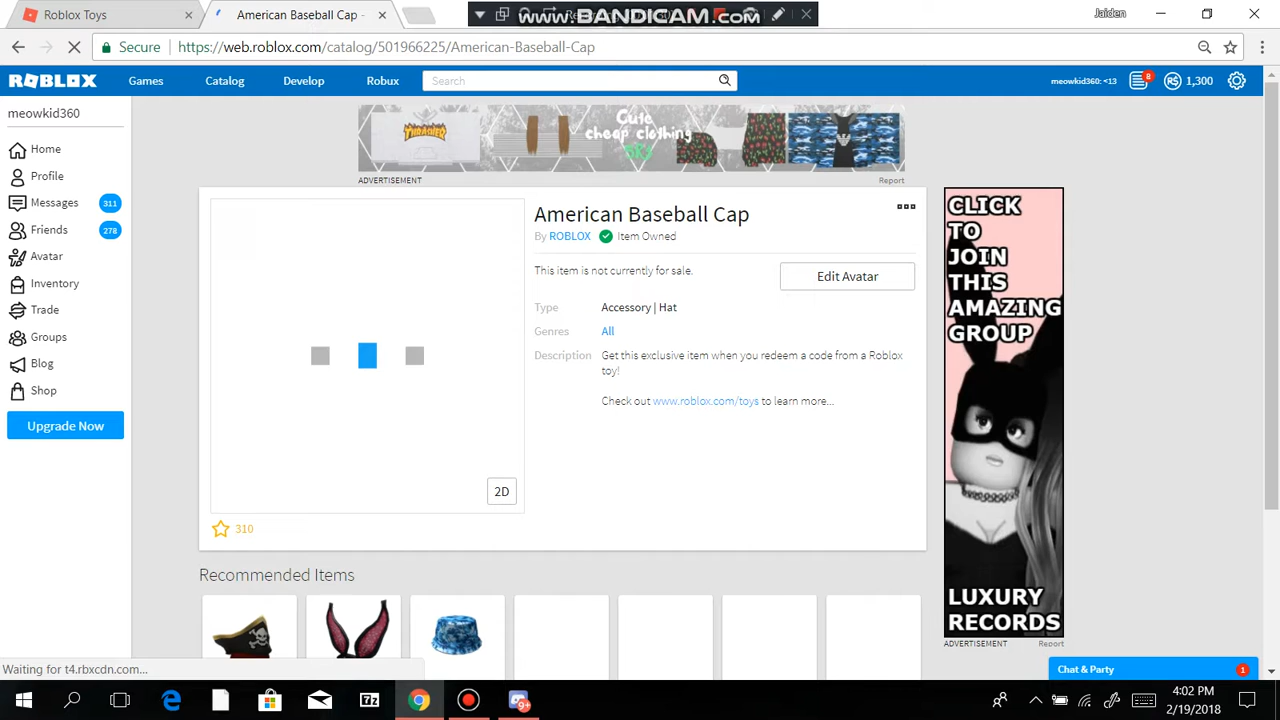 Roblox Toys
American Baseball Cap -
www.BANDICAM.com
Jaiden
Secure
https://web.roblox.com/catalog/501966225/American-Baseball-Cap
ROBLOX
Games
Catalog
Develop
Robux
Search
meowkid360: <13
8
R$ 1,300
meowkid360
Home
Profile
Messages 311
Friends 278
Avatar
Inventory
Trade
Groups
Blog
Shop
Upgrade Now
THRASHER
Cute
cheap clothing
5R$
ADVERTISEMENT
Report
American Baseball Cap
By ROBLOX Item Owned
This item is not currently for sale.
Edit Avatar
Type Accessory | Hat
Genres All
Description Get this exclusive item when you redeem a code from a Roblox
toy!
Check out www.roblox.com/toys to learn more...
2D
310
Recommended Items
CLICK
TO
JOIN
THIS
AMAZING
GROUP
LUXURY
RECORDS
ADVERTISEMENT
Report
Waiting for t4.rbxcdn.com...
Chat & Party 1
9+
4:02 PM
2/19/2018